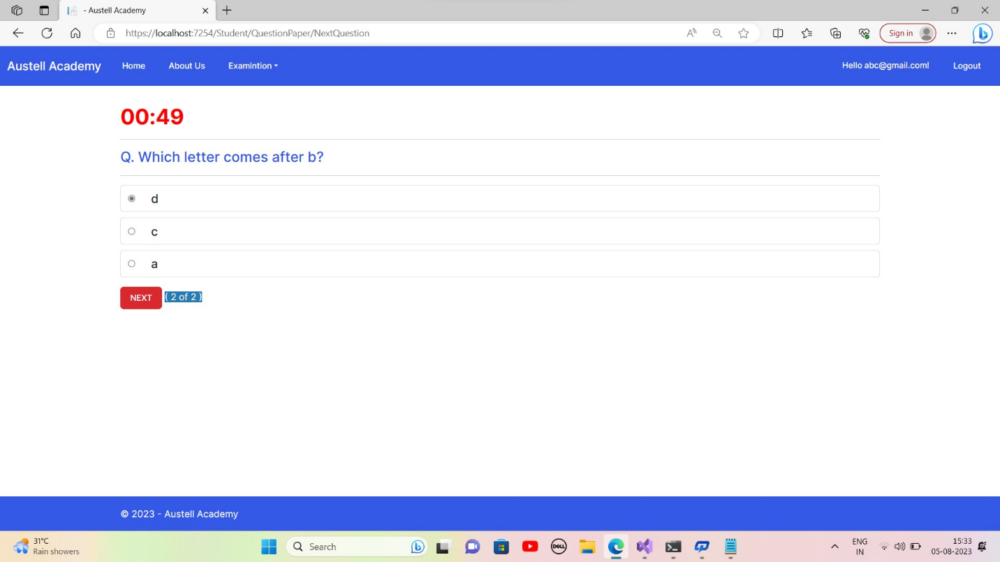 - Austell Academy
https://localhost:7254/Student/QuestionPaper/NextQuestion
Sign in
Austell Academy Home About Us Examintion Hello abc@gmail.com! Logout
00:49
Q. Which letter comes after b?
d
c
a
NEXT ( 2 of 2 )
© 2023 - Austell Academy
31°C
Rain showers
Search
DELL
ENG
IN
15:33
05-08-2023